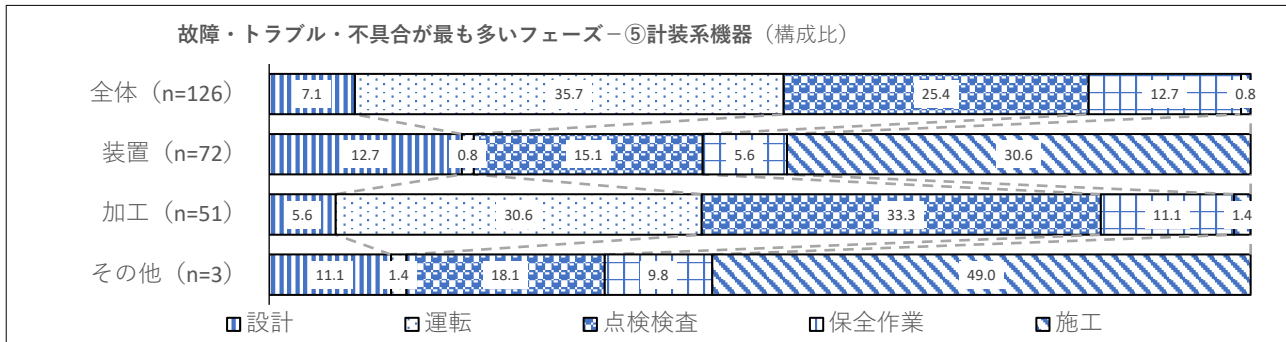 故障・トラブル・不具合が最も多いフェーズ－⑤計装系機器（構成比）
全体（n=126） 7.1 35.7 25.4 12.7 0.8
装置（n=72） 12.7 0.8 15.1 5.6 30.6
加工（n=51） 5.6 30.6 33.3 11.1 1.4
その他（n=3） 11.1 1.4 18.1 9.8 49.0
設計 運転 点検検査 保全作業 施工